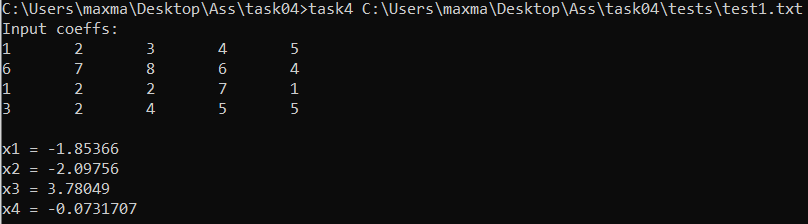 C:\Users\maxma\Desktop\Ass\task04>task4 C:\Users\maxma\Desktop\Ass\task04\tests\test1.txt
Input coeffs:
1 2 3 4 5
6 7 8 6 4
1 2 2 7 1
3 2 4 5 5
x1 = -1.85366
x2 = -2.09756
x3 = 3.78049
x4 = -0.0731707